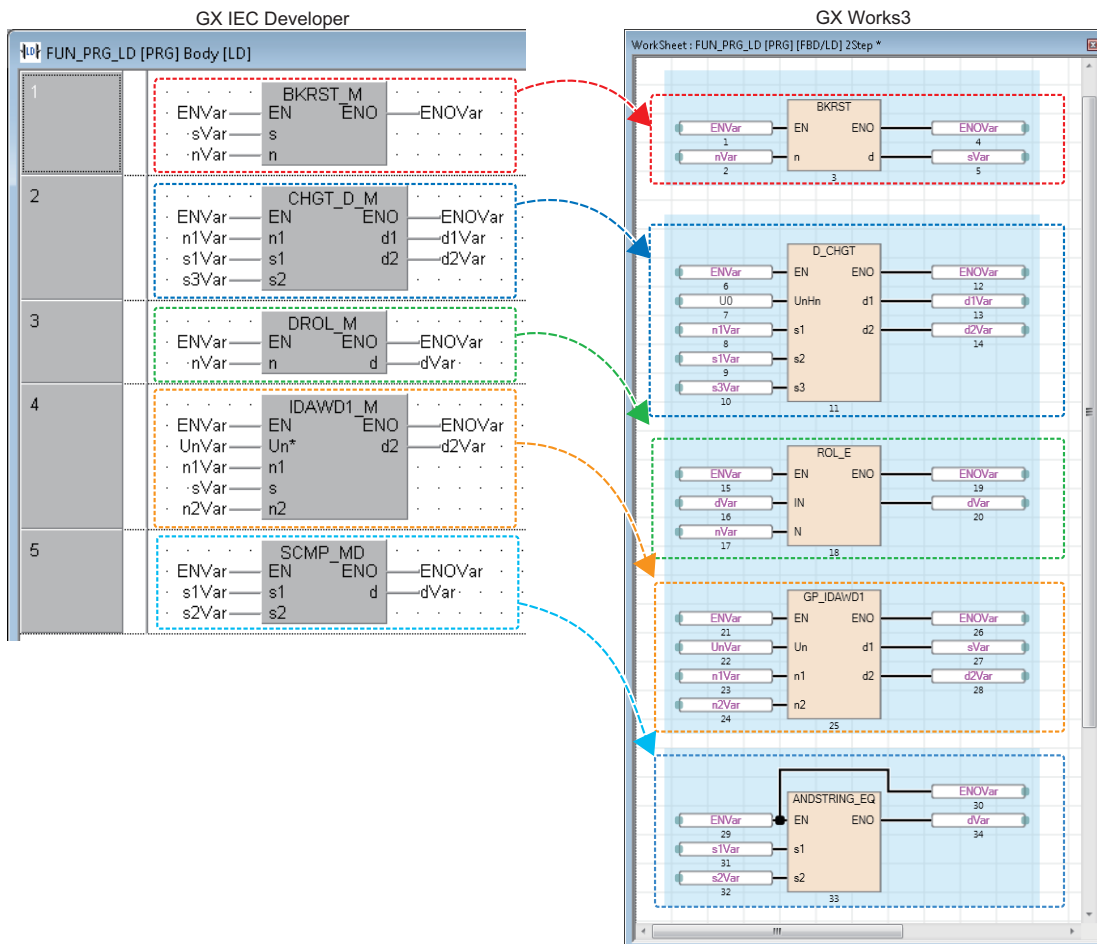 GX IEC Developer
FUN_PRG_LD [PRG] Body [LD]
1
BKRST_M
ENVar EN ENO ENOVar
sVar s
nVar n
2
CHGT_D_M
ENVar EN ENO ENOVar
n1Var n1 d1 d1Var
s1Var s1 d2 d2Var
s3Var s2
3
DROL_M
ENVar EN ENO ENOVar
nVar n d dVar
4
IDAWD1_M
ENVar EN ENO ENOVar
UnVar Un* d2 d2Var
n1Var n1
sVar s
n2Var n2
5
SCMP_MD
ENVar EN ENO ENOVar
s1Var s1 d dVar
s2Var s2
GX Works3
WorkSheet : FUN_PRG_LD [PRG] [FBD/LD] 2Step *
BKRST
ENVar EN ENO ENOVar
1 4
nVar n d sVar
2 3 5
D_CHGT
ENVar EN ENO ENOVar
6 12
U0 UnHn d1 d1Var
7 13
n1Var s1 d2 d2Var
8 14
s1Var s2
9
s3Var s3
10 11
ROL_E
ENVar EN ENO ENOVar
15 19
dVar IN dVar
16 20
nVar N
17 18
GP_IDAWD1
ENVar EN ENO ENOVar
21 26
UnVar Un d1 sVar
22 27
n1Var n1 d2 d2Var
23 28
n2Var n2
24 25
ANDSTRING_EQ ENOVar
30
ENVar EN ENO dVar
29 34
s1Var s1
31
s2Var s2
32 33